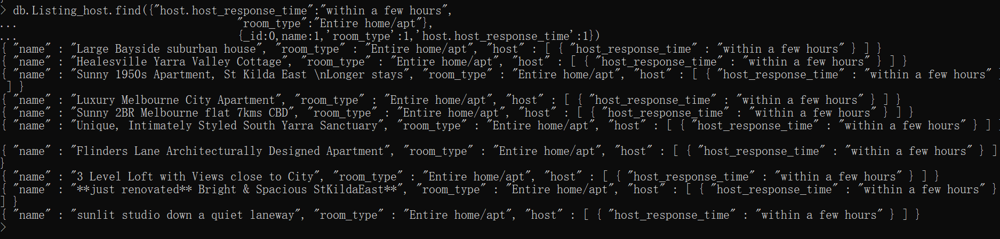 > db.Listing_host.find({"host.host_response_time":"within a few hours",
... "room_type":"Entire home/apt"},
... {_id:0,name:1,'room_type':1,'host.host_response_time':1})
{ "name" : "Large Bayside suburban house", "room_type" : "Entire home/apt", "host" : [ { "host_response_time" : "within a few hours" } ] }
{ "name" : "Healesville Yarra Valley Cottage", "room_type" : "Entire home/apt", "host" : [ { "host_response_time" : "within a few hours" } ] }
{ "name" : "Sunny 1950s Apartment, St Kilda East \nLonger stays", "room_type" : "Entire home/apt", "host" : [ { "host_response_time" : "within a few hours" }
] }
{ "name" : "Luxury Melbourne City Apartment", "room_type" : "Entire home/apt", "host" : [ { "host_response_time" : "within a few hours" } ] }
{ "name" : "Sunny 2BR Melbourne flat 7kms CBD", "room_type" : "Entire home/apt", "host" : [ { "host_response_time" : "within a few hours" } ] }
{ "name" : "Unique, Intimately Styled South Yarra Sanctuary", "room_type" : "Entire home/apt", "host" : [ { "host_response_time" : "within a few hours" } ] }
{ "name" : "Flinders Lane Architecturally Designed Apartment", "room_type" : "Entire home/apt", "host" : [ { "host_response_time" : "within a few hours" } ]
}
{ "name" : "3 Level Loft with Views close to City", "room_type" : "Entire home/apt", "host" : [ { "host_response_time" : "within a few hours" } ] }
{ "name" : "**just renovated** Bright & Spacious StKildaEast**", "room_type" : "Entire home/apt", "host" : [ { "host_response_time" : "within a few hours" }
] }
{ "name" : "sunlit studio down a quiet laneway", "room_type" : "Entire home/apt", "host" : [ { "host_response_time" : "within a few hours" } ] }
>